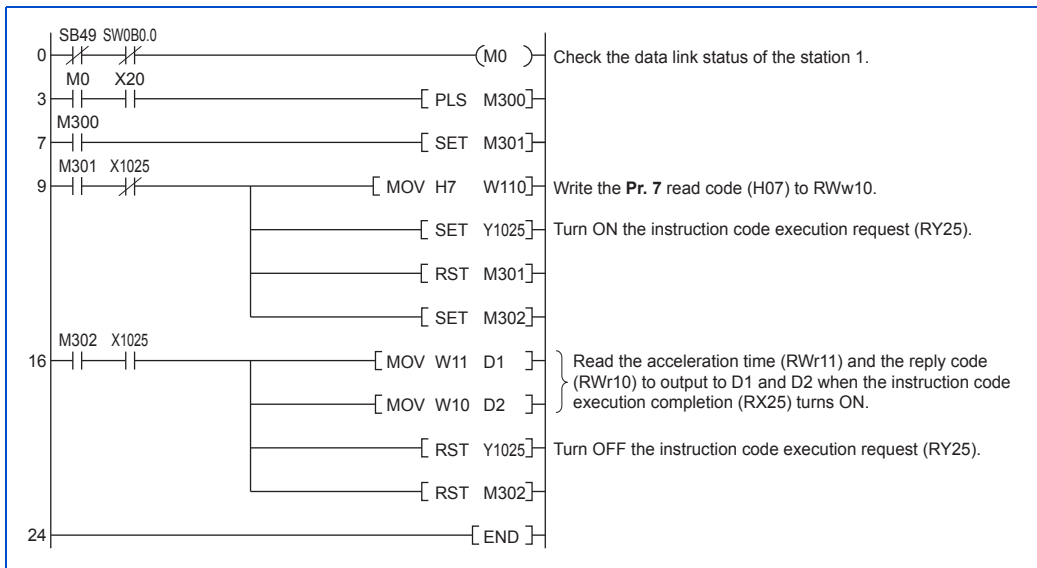 SB49 SW0B0.0
0 (M0 ) Check the data link status of the station 1.
M0 X20
3 [ PLS M300]
M300
7 [ SET M301]
M301 X1025
9 [ MOV H7 W110] Write the Pr. 7 read code (H07) to RWw10.
[ SET Y1025] Turn ON the instruction code execution request (RY25).
[ RST M301]
[ SET M302]
M302 X1025
16 [ MOV W11 D1 ] Read the acceleration time (RWr11) and the reply code
(RWr10) to output to D1 and D2 when the instruction code
[ MOV W10 D2 ] execution completion (RX25) turns ON.
[ RST Y1025] Turn OFF the instruction code execution request (RY25).
[ RST M302]
24 [ END ]